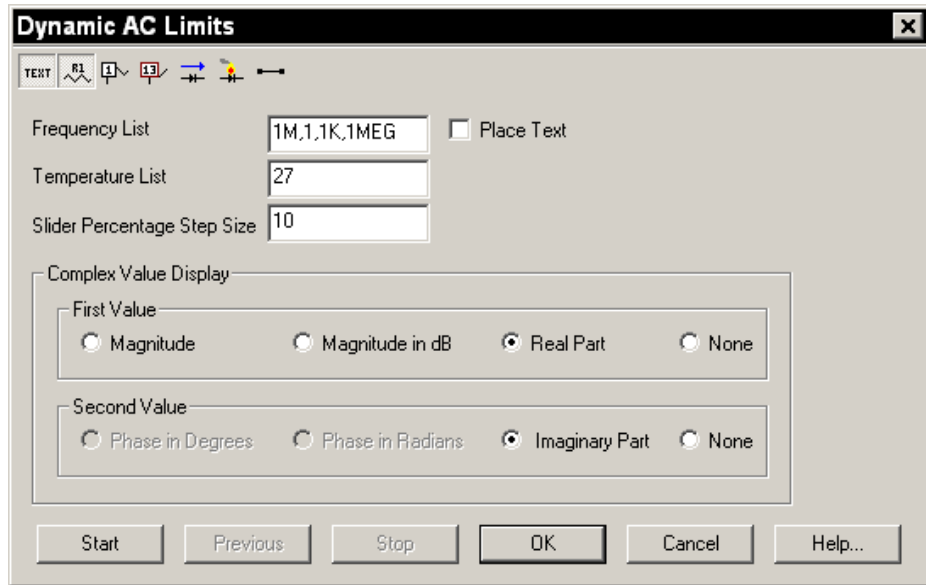 Dynamic AC Limits
TEXT R1 1 13
Frequency List 1M,1,1K,1MEG Place Text
Temperature List 27
Slider Percentage Step Size 10
Complex Value Display
First Value
Magnitude Magnitude in dB Real Part None
Second Value
Phase in Degrees Phase in Radians Imaginary Part None
Start Previous Stop OK Cancel Help...